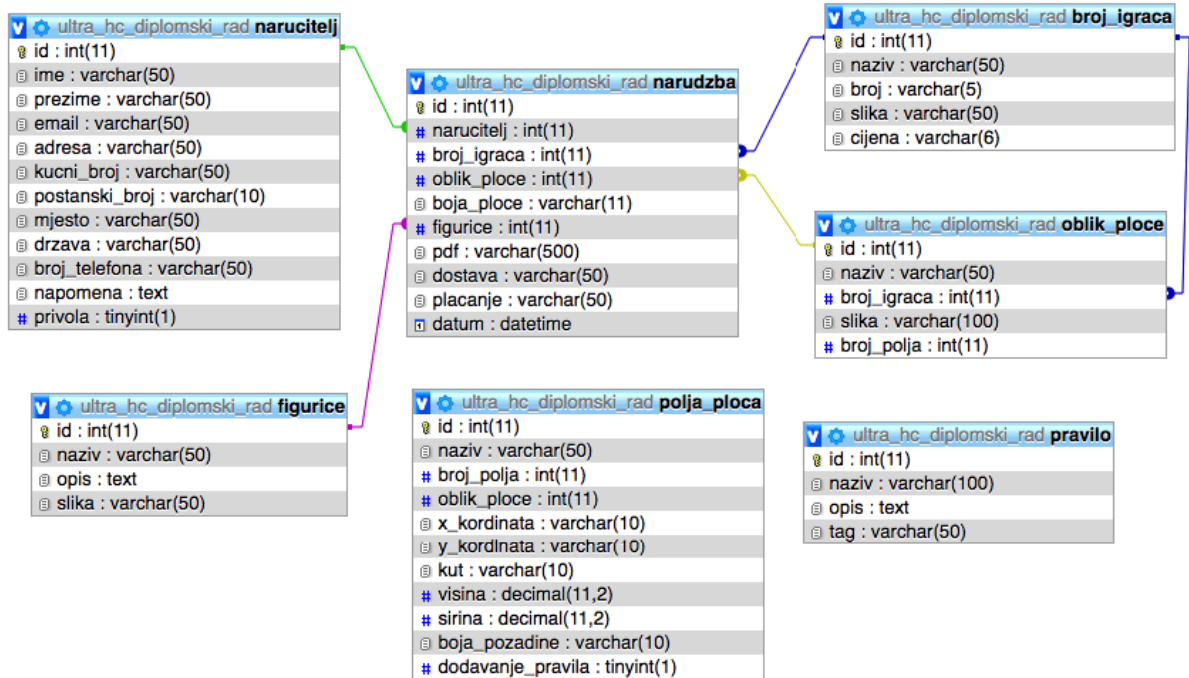 ultra_hc_diplomski_rad narucitelj
id : int(11)
ime : varchar(50)
prezime : varchar(50)
email : varchar(50)
adresa : varchar(50)
kucni_broj : varchar(50)
postanski_broj : varchar(10)
mjesto : varchar(50)
drzava : varchar(50)
broj_telefona : varchar(50)
napomena : text
# privola : tinyint(1)
ultra_hc_diplomski_rad narudzba
id : int(11)
# narucitelj : int(11)
# broj_igraca : int(11)
# oblik_ploce : int(11)
boja_ploce : varchar(11)
# figurice : int(11)
pdf : varchar(500)
dostava : varchar(50)
placanje : varchar(50)
datum : datetime
ultra_hc_diplomski_rad broj_igraca
id : int(11)
naziv : varchar(50)
broj : varchar(5)
slika : varchar(50)
cijena : varchar(6)
ultra_hc_diplomski_rad oblik_ploce
id : int(11)
naziv : varchar(50)
# broj_igraca : int(11)
slika : varchar(100)
# broj_polja : int(11)
ultra_hc_diplomski_rad figurice
id : int(11)
naziv : varchar(50)
opis : text
slika : varchar(50)
ultra_hc_diplomski_rad polja_ploca
id : int(11)
naziv : varchar(50)
# broj_polja : int(11)
# oblik_ploce : int(11)
x_kordinata : varchar(10)
y_kordinata : varchar(10)
kut : varchar(10)
# visina : decimal(11,2)
# sirina : decimal(11,2)
boja_pozadine : varchar(10)
# dodavanje_pravila : tinyint(1)
ultra_hc_diplomski_rad pravilo
id : int(11)
naziv : varchar(100)
opis : text
tag : varchar(50)